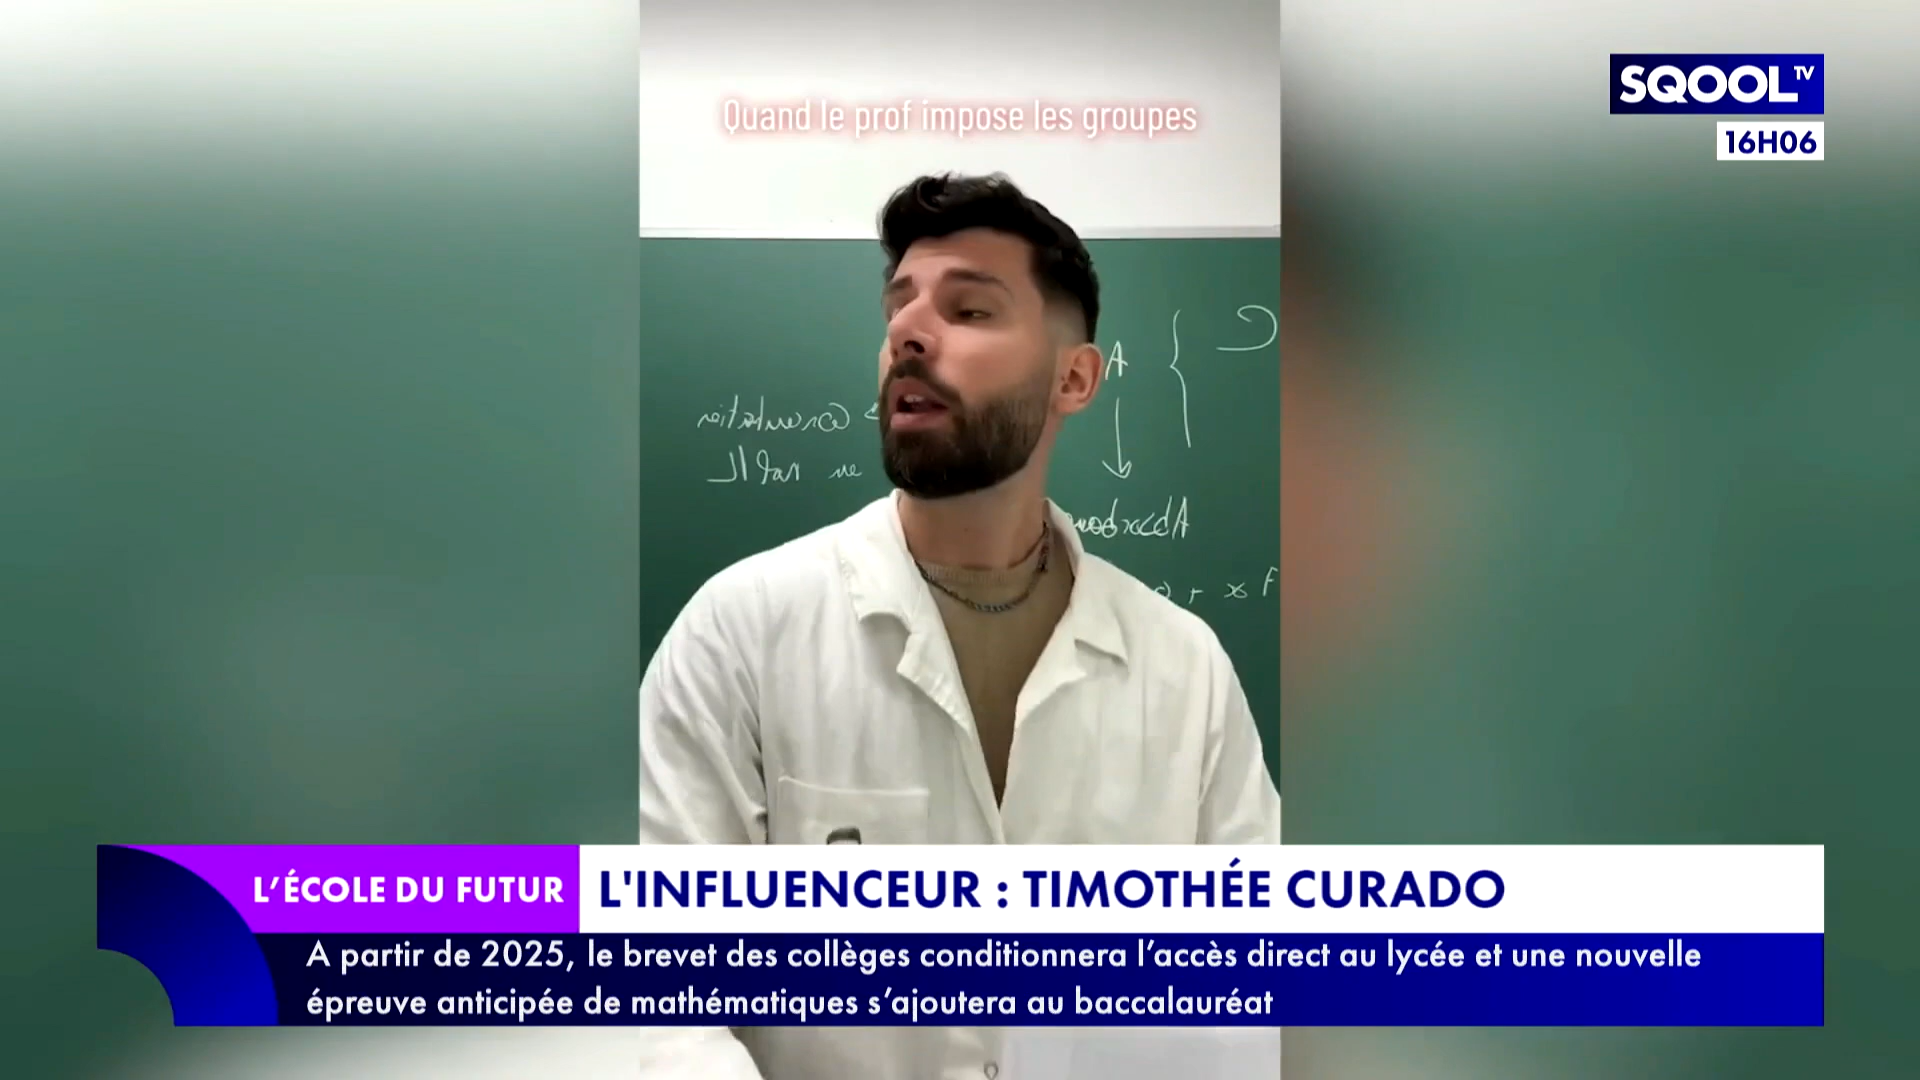 SQOOL TV
16H06
Quand le prof impose les groupes
A
L'ÉCOLE DU FUTUR
L'INFLUENCEUR : TIMOTHÉE CURADO
A partir de 2025, le brevet des collèges conditionnera l'accès direct au lycée et une nouvelle
épreuve anticipée de mathématiques s'ajoutera au baccalauréat